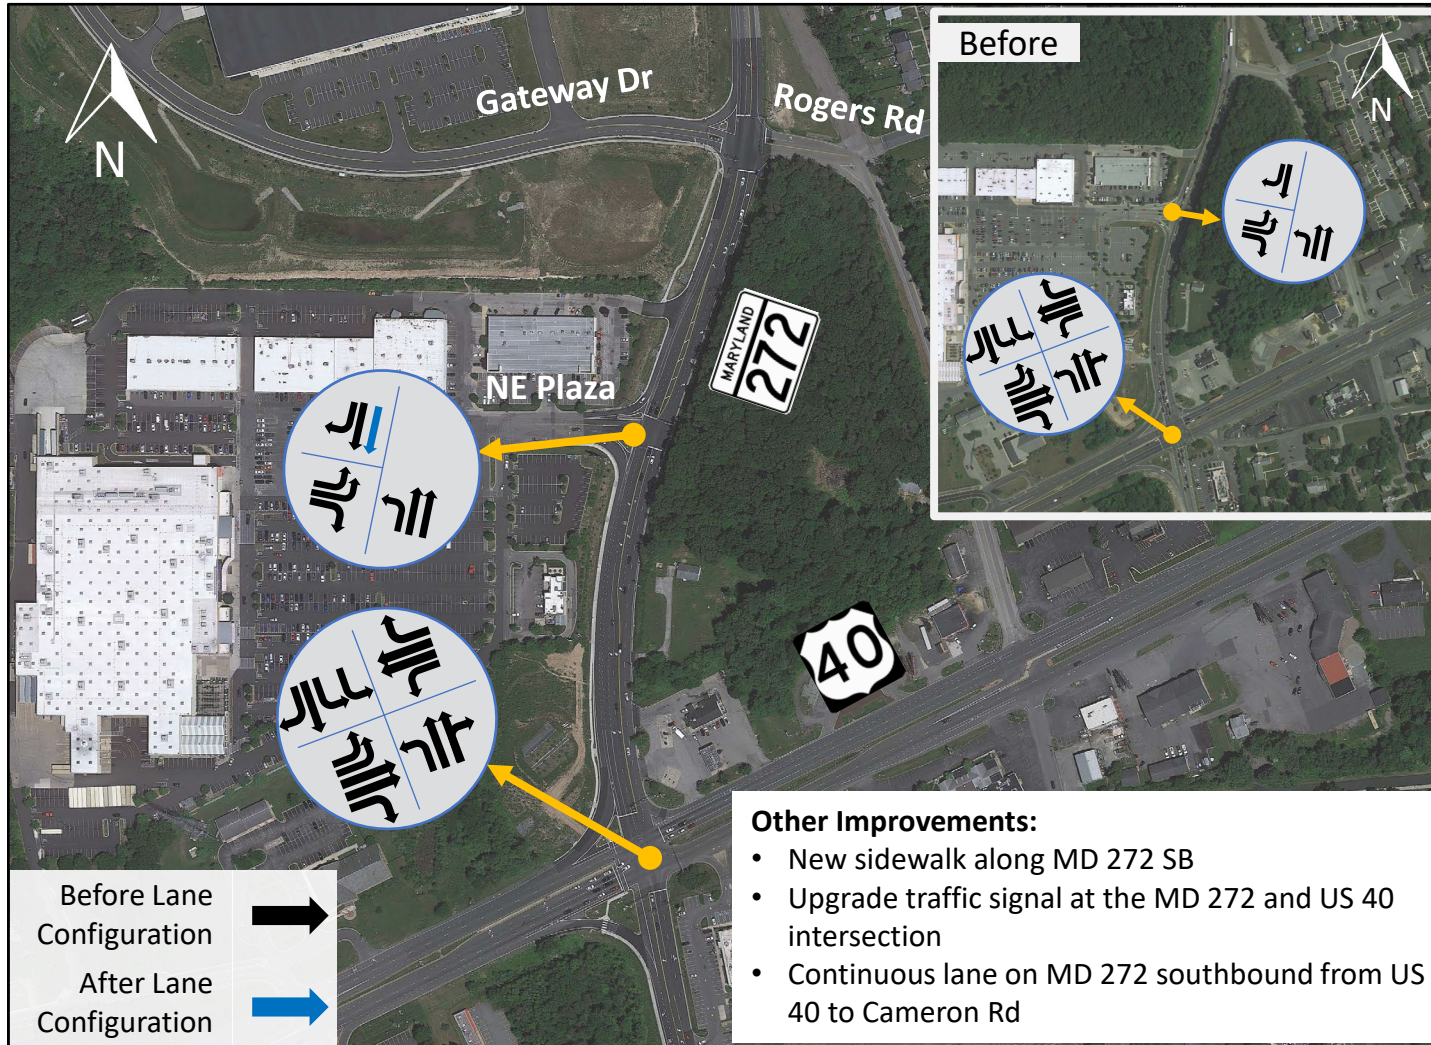 Before
N
Gateway Dr
Rogers Rd
N
MARYLAND
272
NE Plaza
40
Before Lane
Configuration
After Lane
Configuration
Other Improvements:
• New sidewalk along MD 272 SB
• Upgrade traffic signal at the MD 272 and US 40
intersection
• Continuous lane on MD 272 southbound from US
40 to Cameron Rd